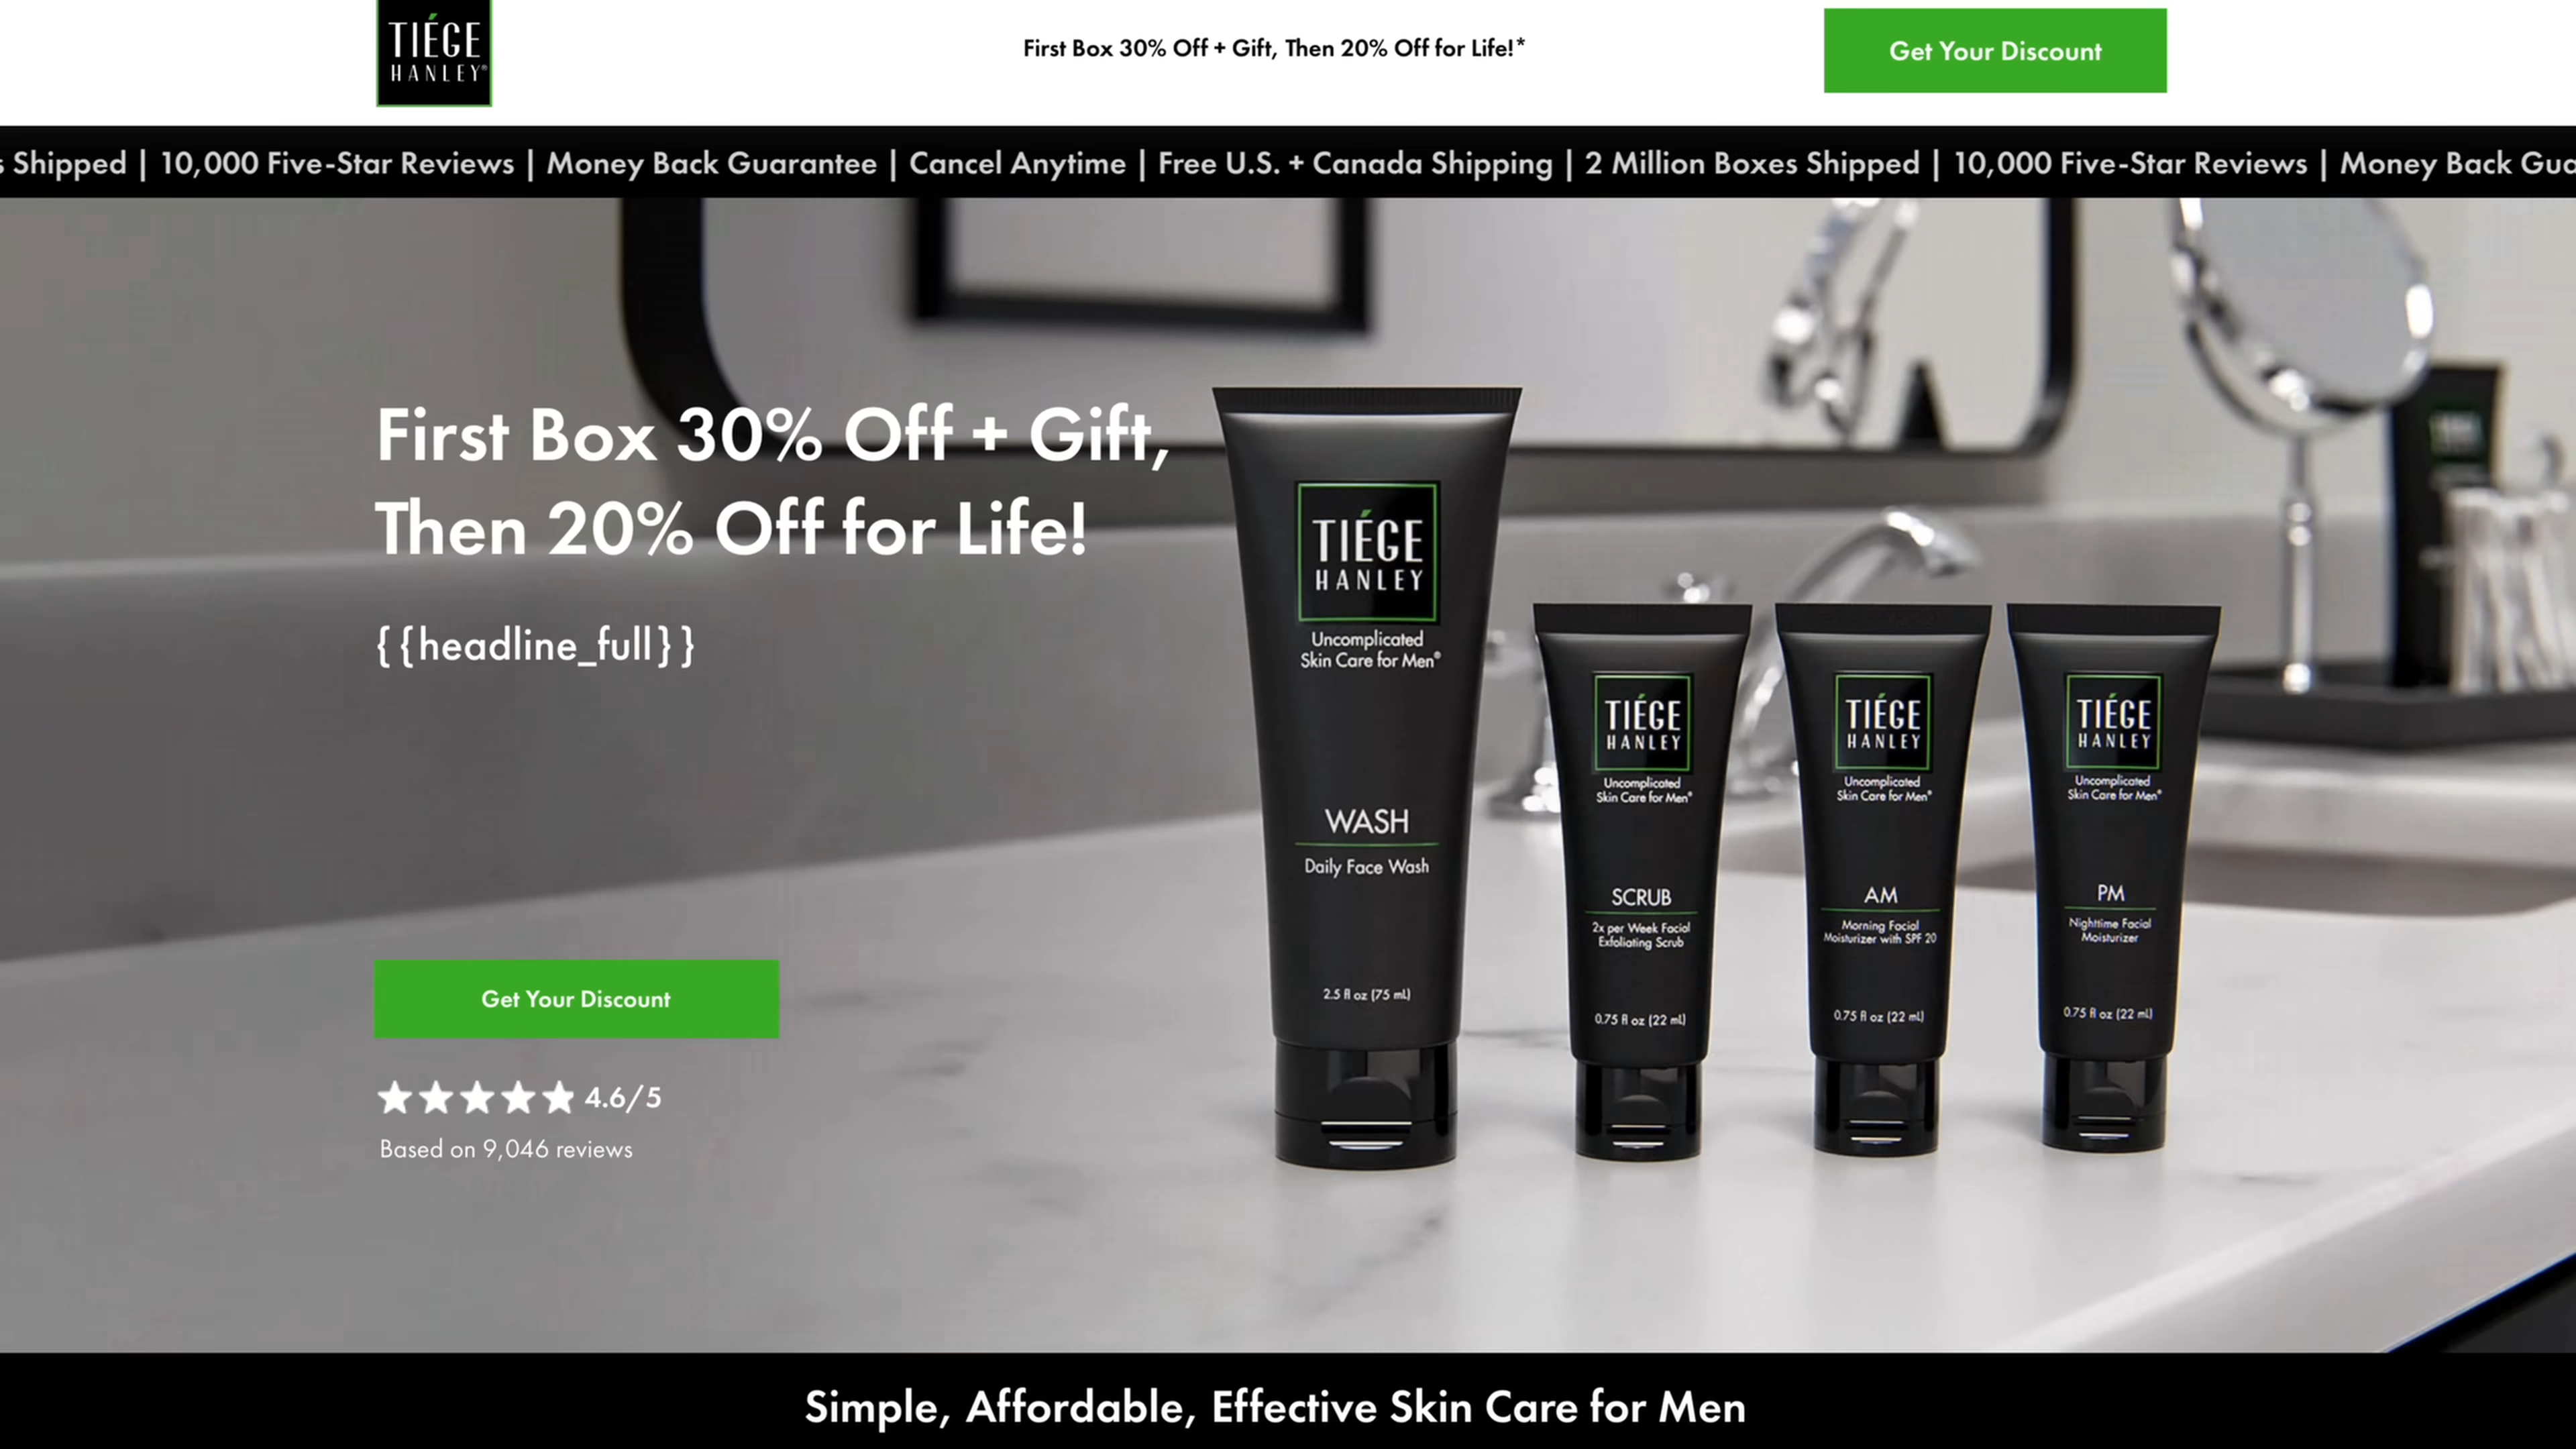 TIÉGE
HANLEY®
First Box 30% Off + Gift, Then 20% Off for Life!*
Get Your Discount
s Shipped | 10,000 Five-Star Reviews | Money Back Guarantee | Cancel Anytime | Free U.S. + Canada Shipping | 2 Million Boxes Shipped | 10,000 Five-Star Reviews | Money Back Gua
First Box 30% Off + Gift,
Then 20% Off for Life!
{{headline_full}}
Get Your Discount
4.6/5
Based on 9,046 reviews
TIÉGE
HANLEY
Uncomplicated
Skin Care for Men®
WASH
Daily Face Wash
2.5 fl oz (75 mL)
TIÉGE
HANLEY
Uncomplicated
Skin Care for Men®
SCRUB
2x per Week Facial
Exfoliating Scrub
0.75 fl oz (22 mL)
TIÉGE
HANLEY
Uncomplicated
Skin Care for Men®
AM
Morning Facial
Moisturizer with SPF 20
0.75 fl oz (22 mL)
TIÉGE
HANLEY
Uncomplicated
Skin Care for Men®
PM
Nighttime Facial
Moisturizer
0.75 fl oz (22 mL)
Simple, Affordable, Effective Skin Care for Men